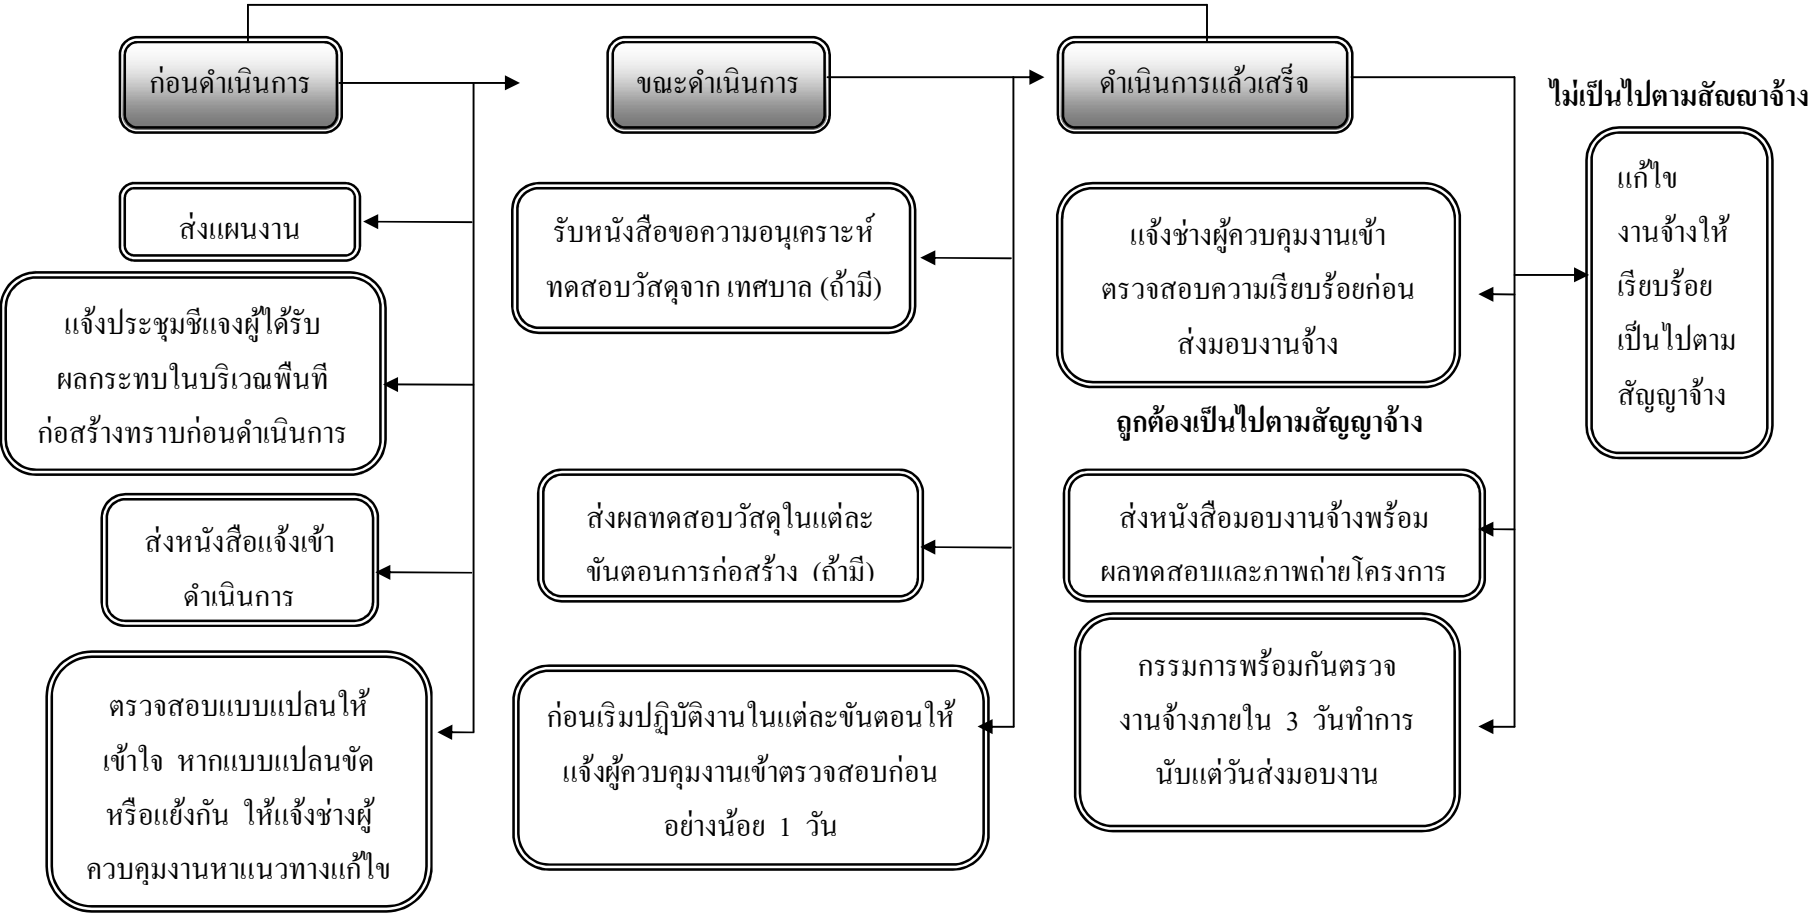 ก่อนดำเนินการ
ขณะดำเนินการ
ดำเนินการแล้วเสร็จ
ไม่เป็นไปตามสัญญาจ้าง
ส่งแผนงาน
แจ้งประชุมชี้แจงผู้ได้รับ
ผลกระทบในบริเวณพื้นที่
ก่อสร้างทราบก่อนดำเนินการ
ส่งหนังสือแจ้งเข้า
ดำเนินการ
ตรวจสอบแบบแปลนให้
เข้าใจ หากแบบแปลนขัด
หรือแย้งกัน ให้แจ้งช่างผู้
ควบคุมงานหาแนวทางแก้ไข
รับหนังสือขอความอนุเคราะห์
ทดสอบวัสดุจาก เทศบาล (ถ้ามี)
ส่งผลทดสอบวัสดุในแต่ละ
ขั้นตอนการก่อสร้าง (ถ้ามี)
ก่อนเริ่มปฏิบัติงานในแต่ละขั้นตอนให้
แจ้งผู้ควบคุมงานเข้าตรวจสอบก่อน
อย่างน้อย 1 วัน
แจ้งช่างผู้ควบคุมงานเข้า
ตรวจสอบความเรียบร้อยก่อน
ส่งมอบงานจ้าง
ถูกต้องเป็นไปตามสัญญาจ้าง
ส่งหนังสือมอบงานจ้างพร้อม
ผลทดสอบและภาพถ่ายโครงการ
กรรมการพร้อมกันตรวจ
งานจ้างภายใน 3 วันทำการ
นับแต่วันส่งมอบงาน
แก้ไข
งานจ้างให้
เรียบร้อย
เป็นไปตาม
สัญญาจ้าง